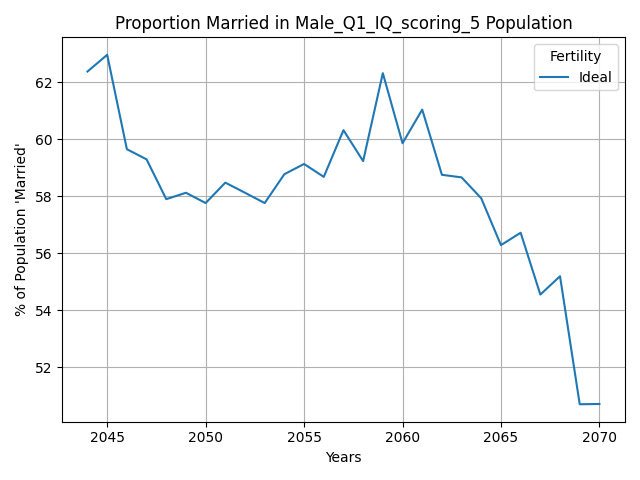 Proportion Married in Male_Q1_IQ_scoring_5 Population
Fertility
Ideal
% of Population 'Married'
62
60
58
56
54
52
2045
2050
2055
2060
2065
2070
Years